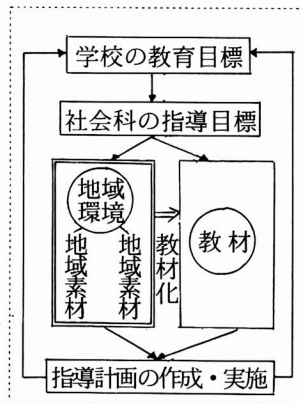 学校の教育目標
社会科の指導目標
地域
環境
地域素材
地域素材
教材化
教材
指導計画の作成・実施